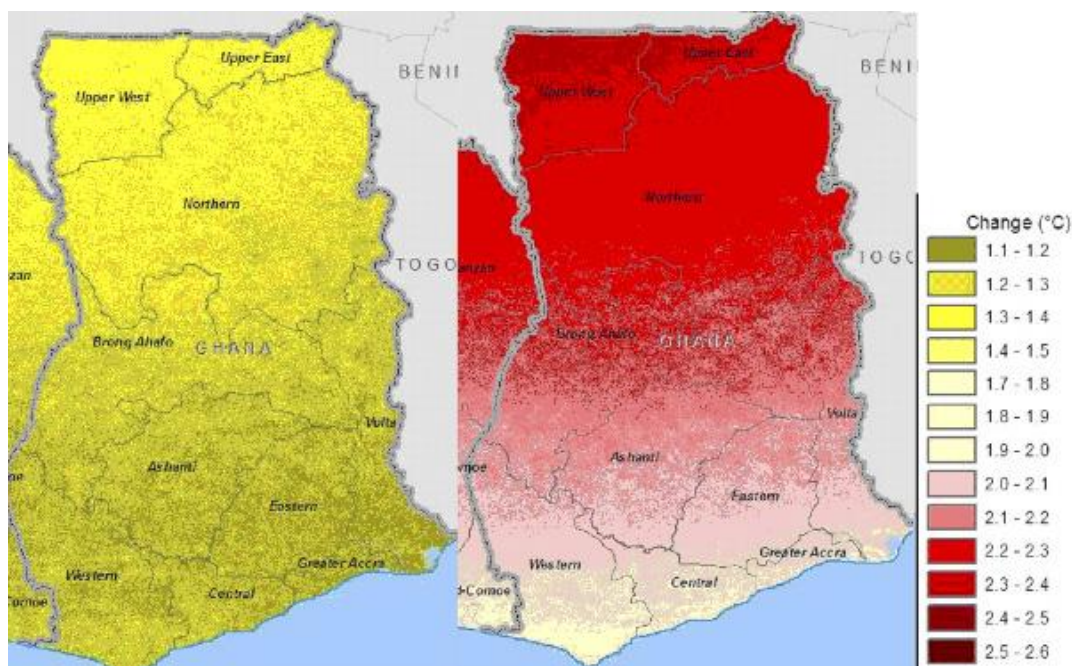 Upper East
BENI
Upper West
Northern
TOGO
Brong Ahafo
GHANA
Volta
Ashanti
Eastern
Greater Accra
Western
Central
Comoe
Upper East
BENI
Upper West
Northern
TOGO
Brong Ahafo
GHANA
Volta
Ashanti
Eastern
Greater Accra
Western
Central
d-Comoe
Change (°C)
1.1 - 1.2
1.2 - 1.3
1.3 - 1.4
1.4 - 1.5
1.7 - 1.8
1.8 - 1.9
1.9 - 2.0
2.0 - 2.1
2.1 - 2.2
2.2 - 2.3
2.3 - 2.4
2.4 - 2.5
2.5 - 2.6